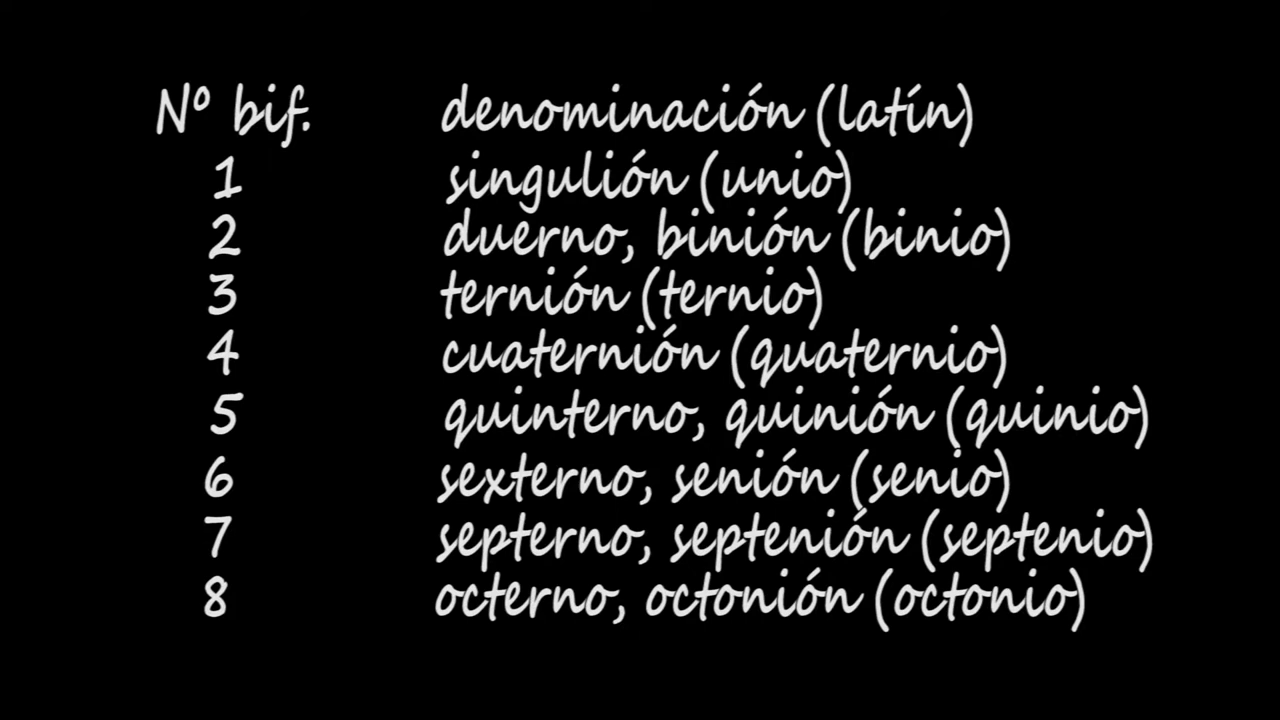 Nº bif. denominación (latín)
1 singulión (unio)
2 duerno, binión (binio)
3 ternión (ternio)
4 cuaternión (quaternio)
5 quinterno, quinión (quinio)
6 sexterno, senión (senio)
7 septerno, septenión (septenio)
8 octerno, octonión (octonio)